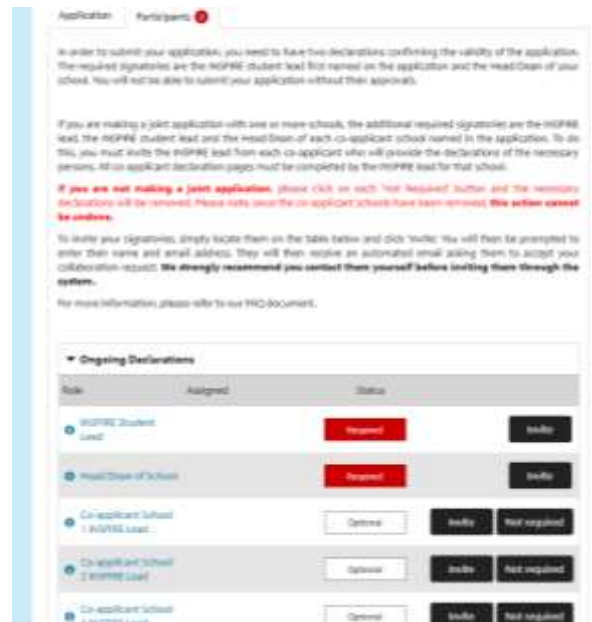 Application Participants
In order to submit your application, you need to have two declarations confirming the validity of the application.
The required signatories are the INSPIRE student lead first named on the application and the Head/Dean of your
school. You will not be able to submit your application without their approvals.
If you are making a joint application with one or more schools, the additional required signatories are the INSPIRE
lead, the INSPIRE student lead and the Head/Dean of each co-applicant school named in the application. To do
this, you must invite the INSPIRE lead from each co-applicant who will provide the declarations of the necessary
persons. All co-applicant declaration pages must be completed by the INSPIRE lead for that school.
If you are not making a joint application, please click on each 'Not Required' button and the necessary
declarations will be removed. Please note, once the co-applicant schools have been removed, this action cannot
be undone.
To invite your signatories, simply locate them on the table below and click 'Invite'. You will then be prompted to
enter their name and email address. They will then receive an automated email asking them to accept your
collaboration request. We strongly recommend you contact them yourself before inviting them through the
system.
For more information, please refer to our FAQ document.
Ongoing Declarations
Role Assigned Status
INSPIRE Student
Lead Required Invite
Head/Dean of School Required Invite
Co-applicant School
1 INSPIRE Lead Optional Invite Not required
Co-applicant School
2 INSPIRE Lead Optional Invite Not required
Co-applicant School
INSPIRE Lead Optional Invite Not required